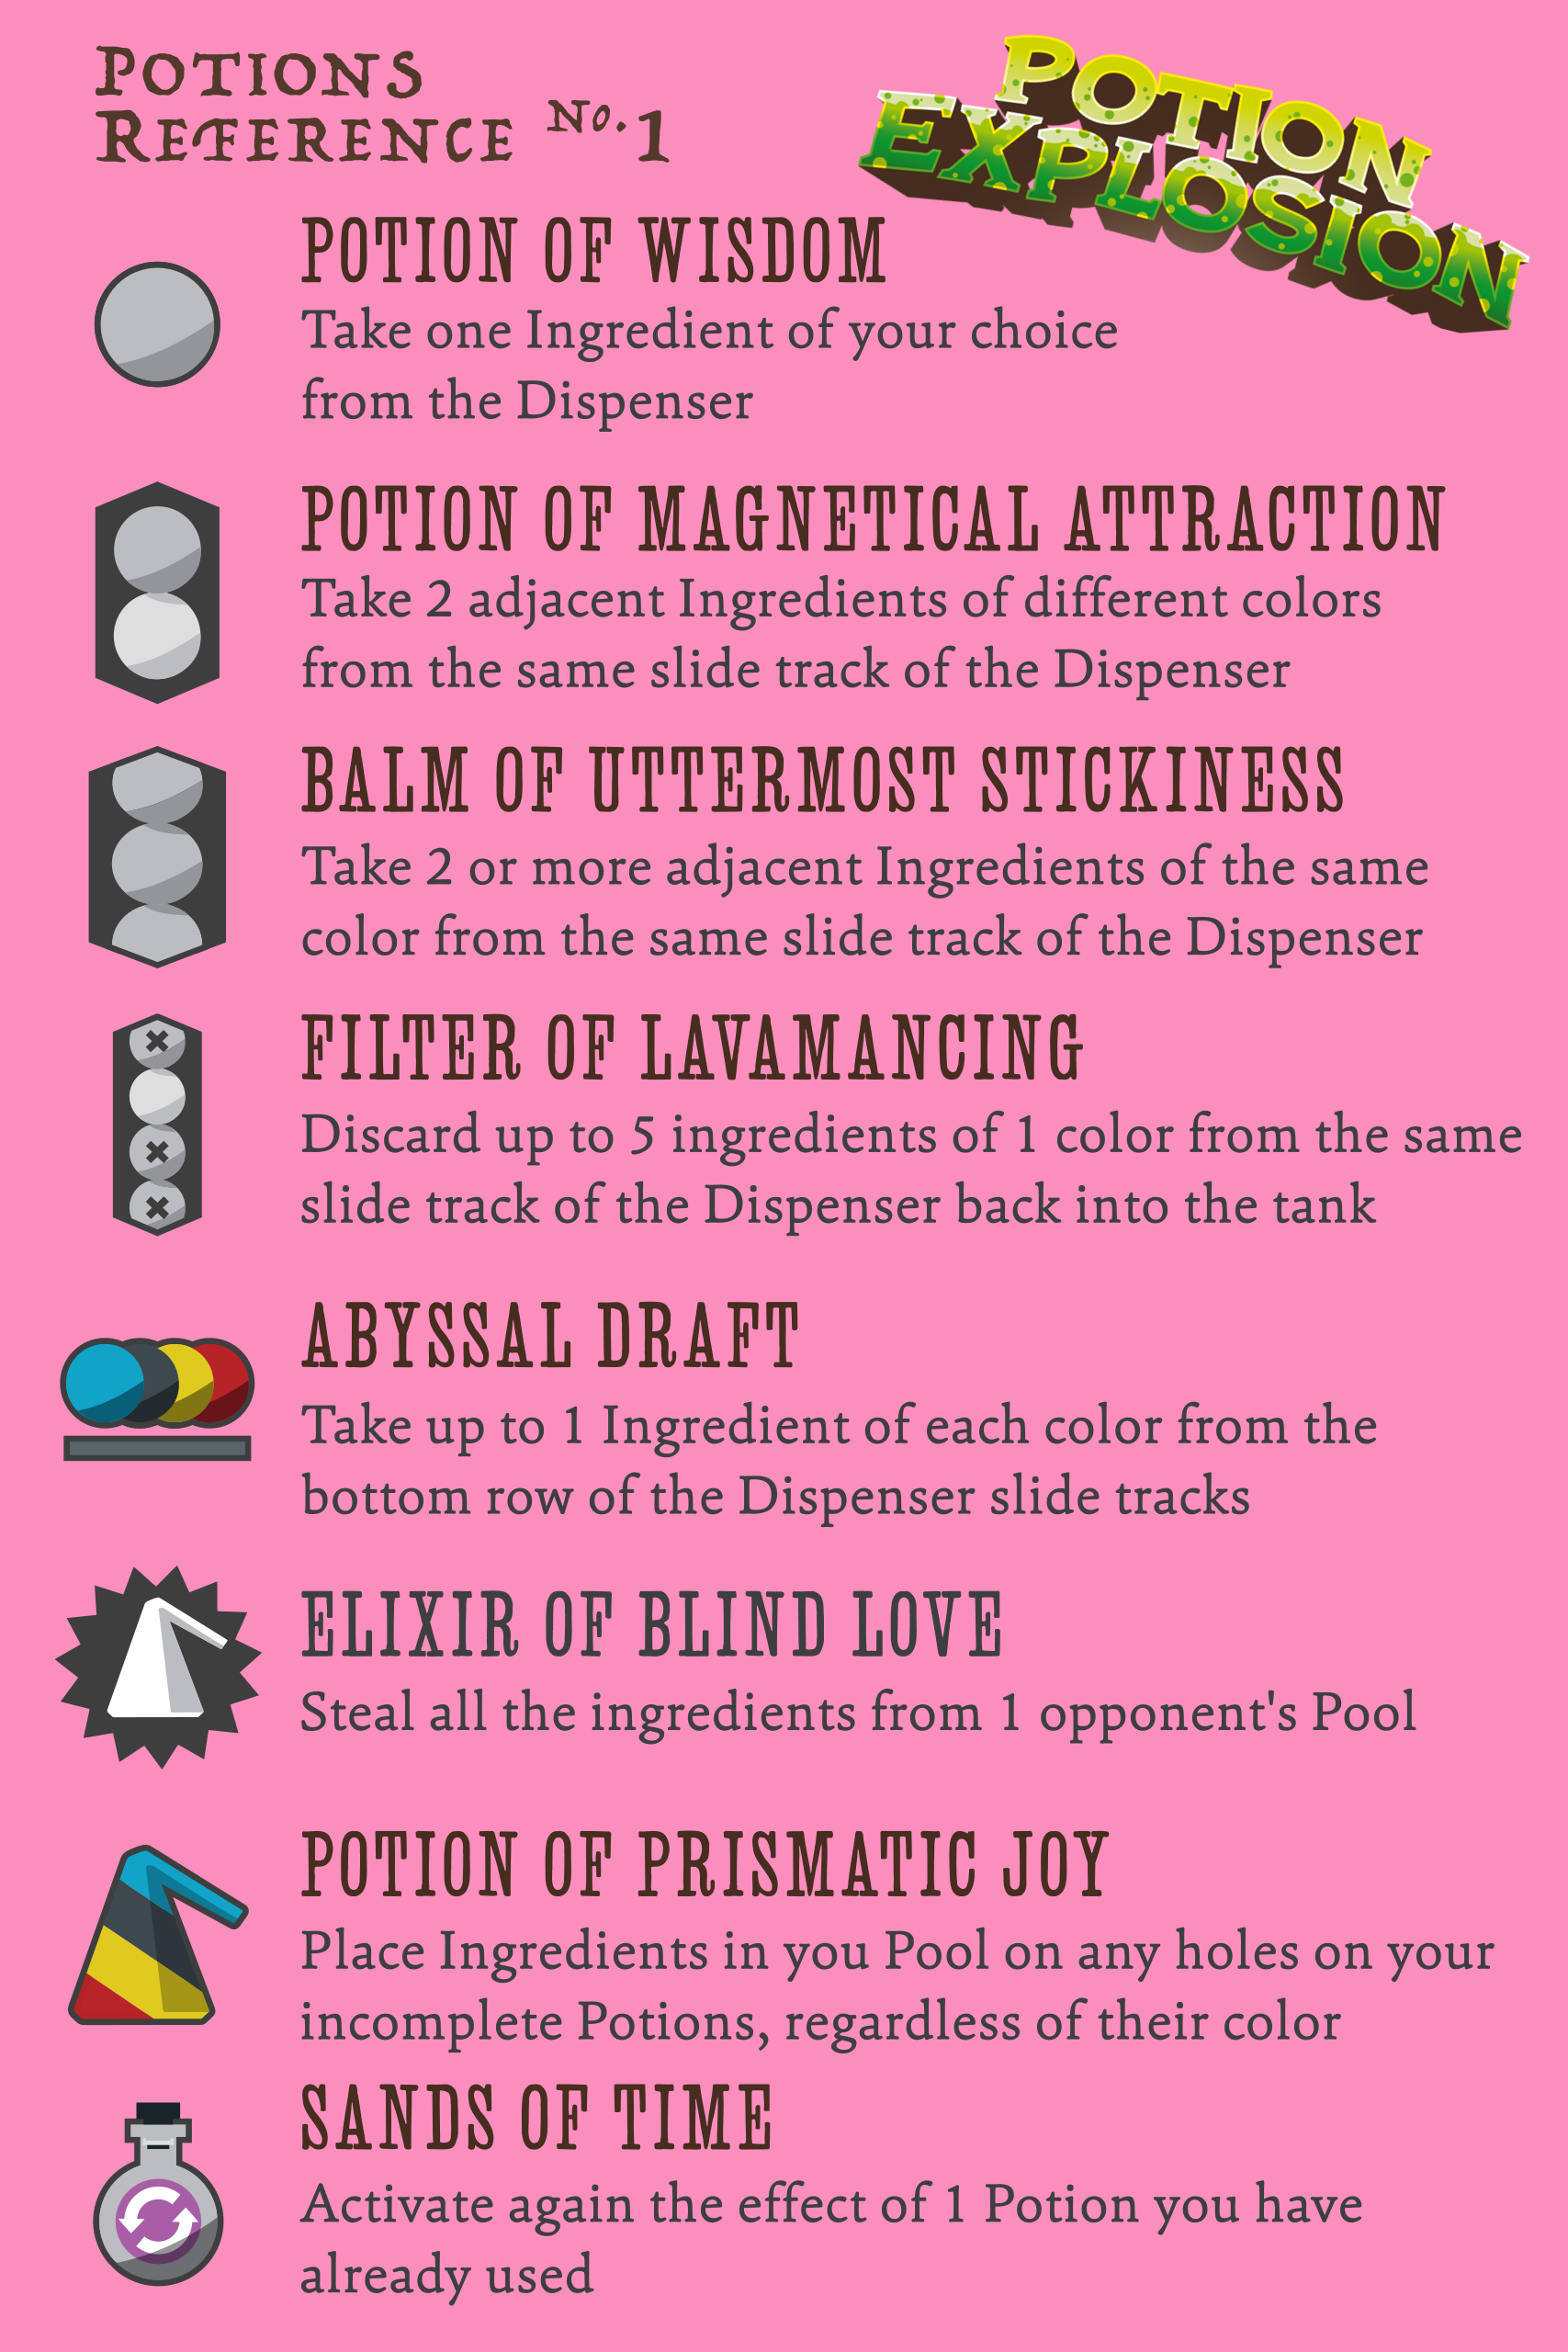 Potions
Reference No. 1
POTION EXPLOSION
POTION OF WISDOM
Take one Ingredient of your choice
from the Dispenser
POTION OF MAGNETICAL ATTRACTION
Take 2 adjacent Ingredients of different colors
from the same slide track of the Dispenser
BALM OF UTTERMOST STICKINESS
Take 2 or more adjacent Ingredients of the same
color from the same slide track of the Dispenser
FILTER OF LAVAMANCING
Discard up to 5 ingredients of 1 color from the same
slide track of the Dispenser back into the tank
ABYSSAL DRAFT
Take up to 1 Ingredient of each color from the
bottom row of the Dispenser slide tracks
ELIXIR OF BLIND LOVE
Steal all the ingredients from 1 opponent's Pool
POTION OF PRISMATIC JOY
Place Ingredients in you Pool on any holes on your
incomplete Potions, regardless of their color
SANDS OF TIME
Activate again the effect of 1 Potion you have
already used